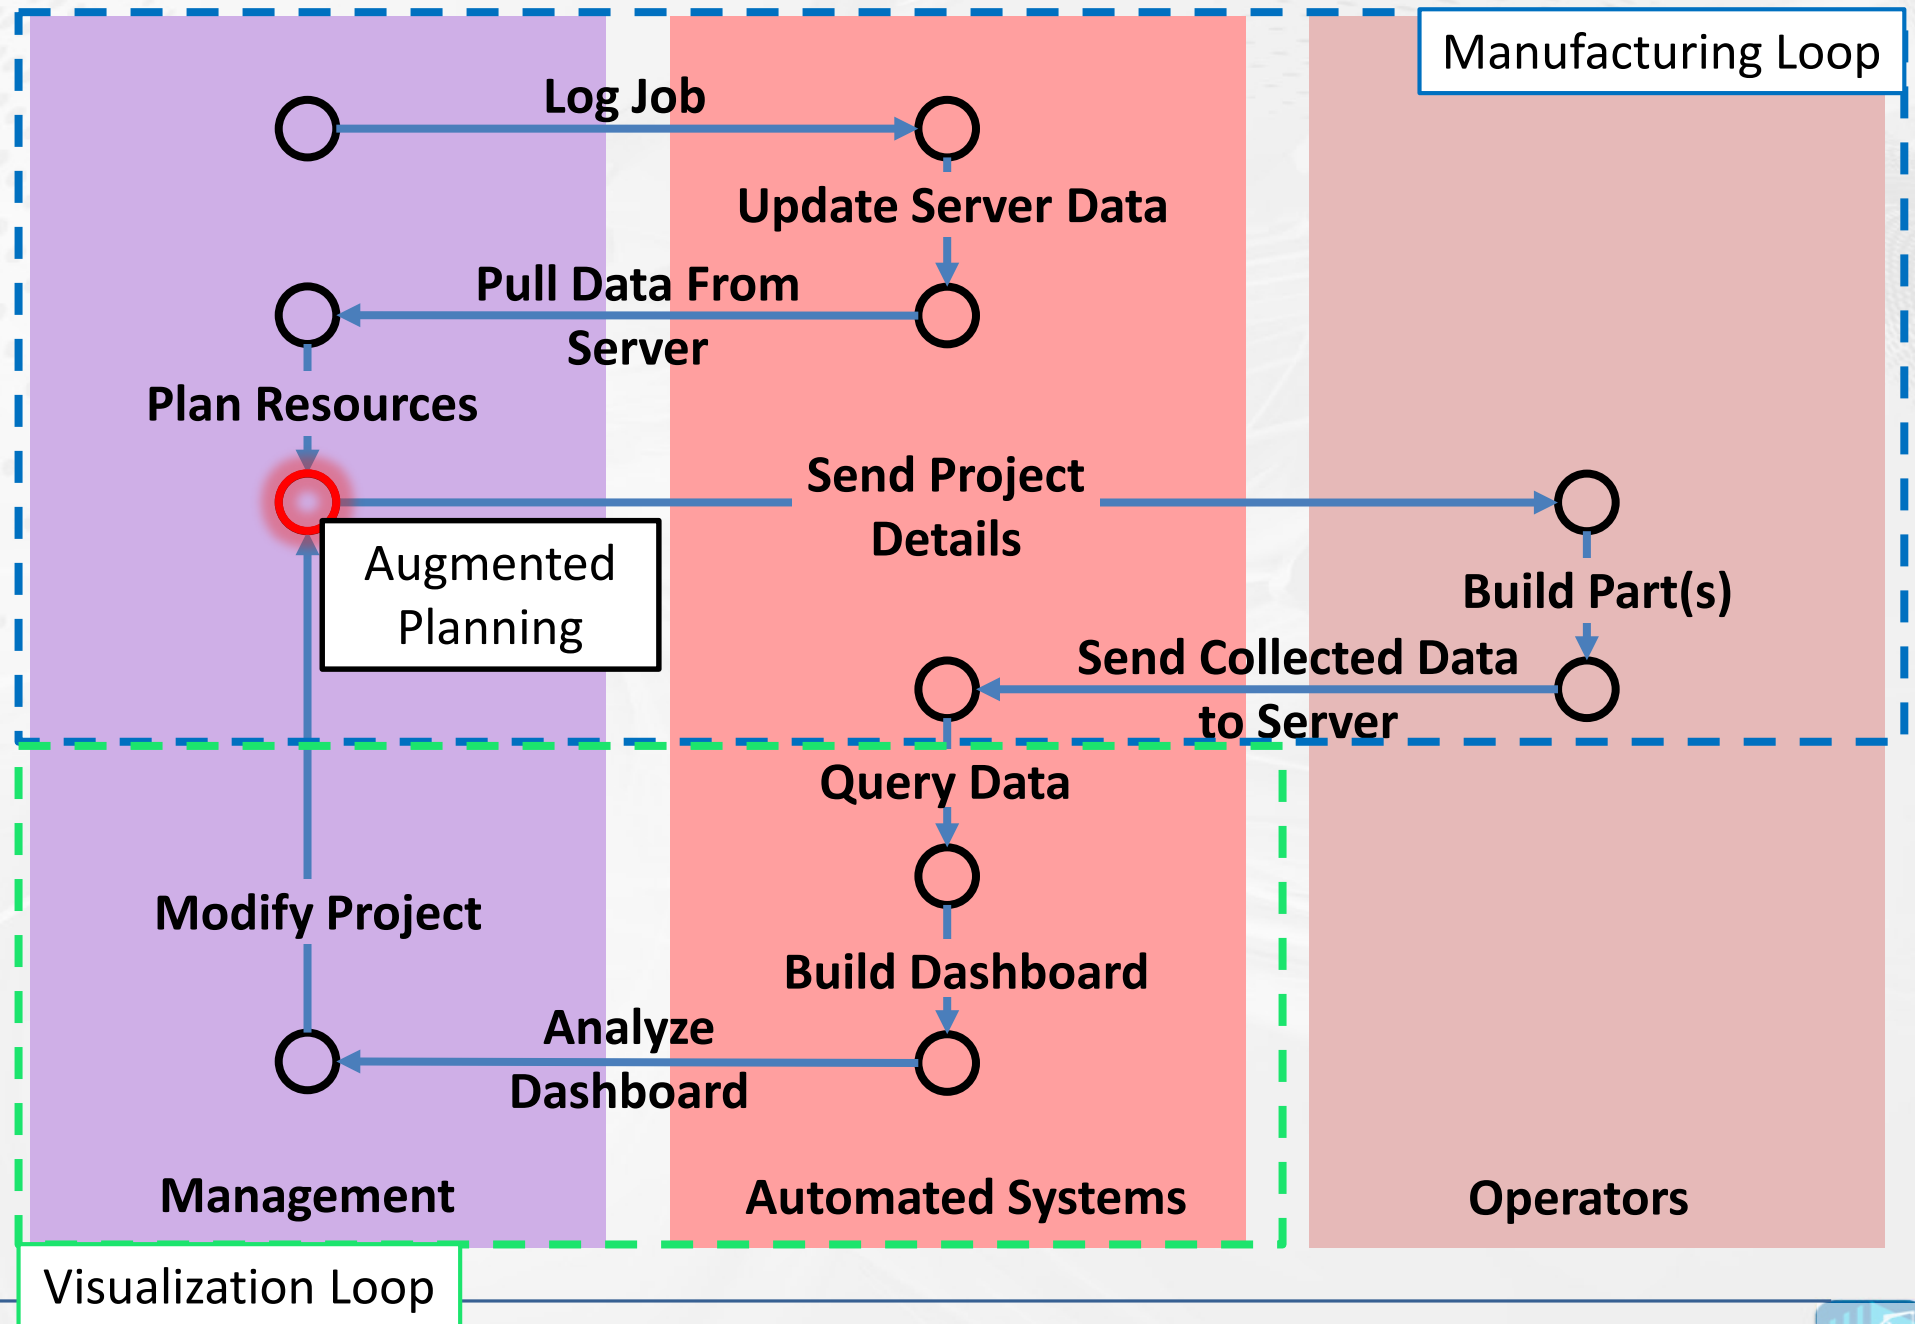 Manufacturing Loop
Log Job
Update Server Data
Pull Data From
Server
Plan Resources
Send Project
Details
Augmented
Planning
Build Part(s)
Send Collected Data
to Server
Query Data
Modify Project
Build Dashboard
Analyze
Dashboard
Management
Automated Systems
Operators
Visualization Loop